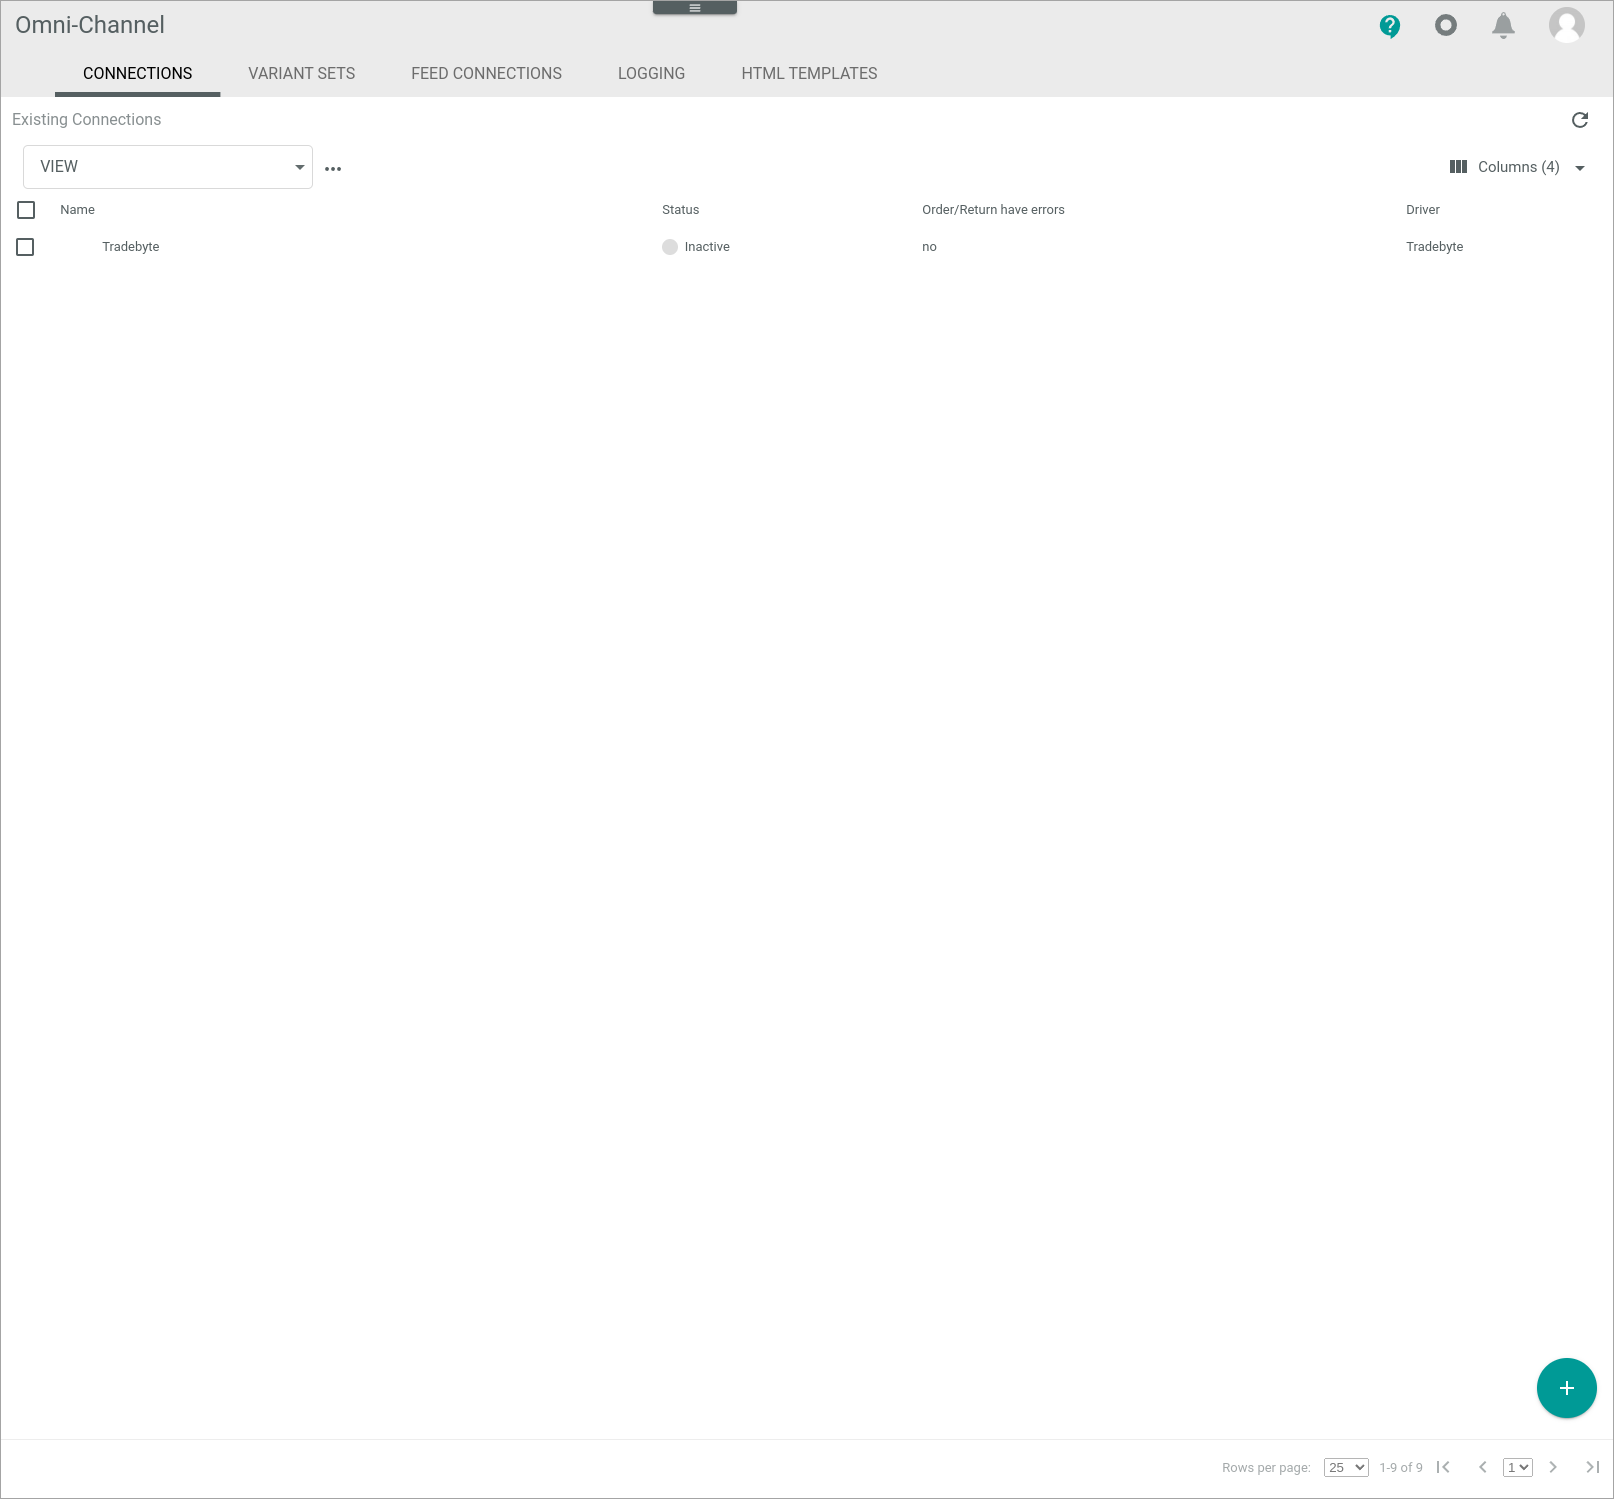 Omni-Channel
CONNECTIONS VARIANT SETS FEED CONNECTIONS LOGGING HTML TEMPLATES
Existing Connections
VIEW Columns (4)
Name Status Order/Return have errors Driver
Tradebyte Inactive no Tradebyte
Rows per page: 25 1-9 of 9 1